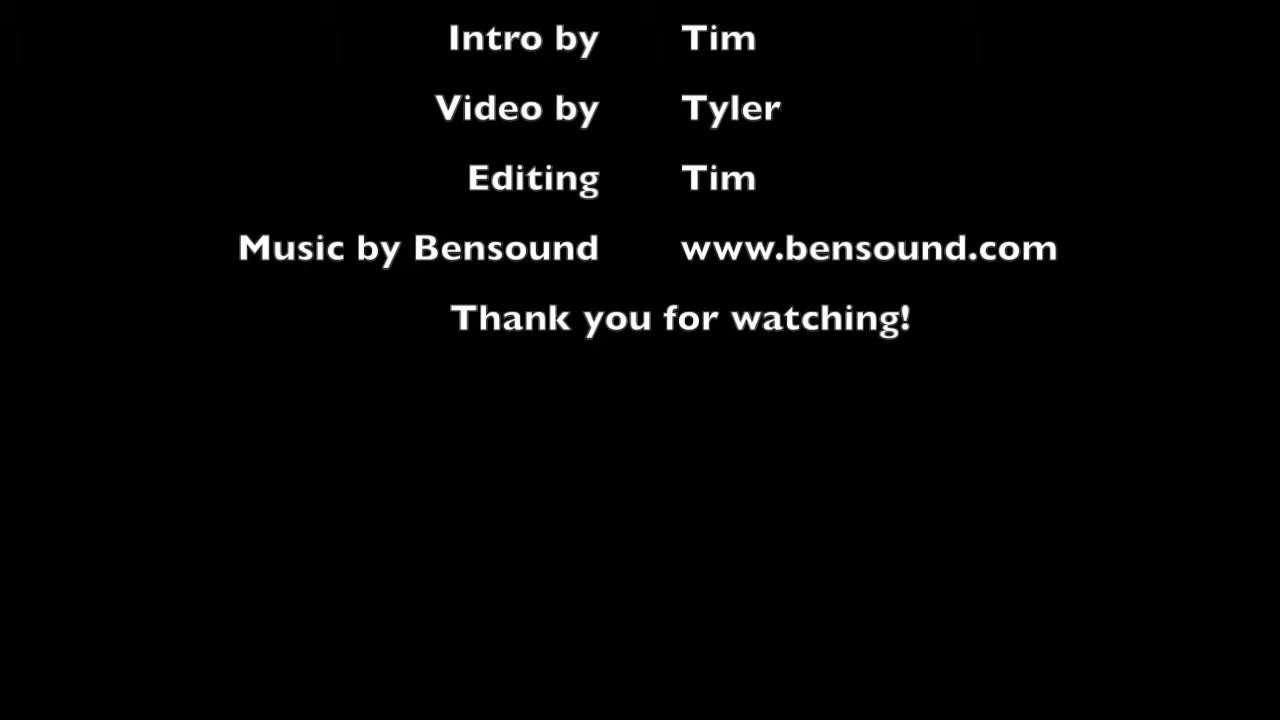 Intro by Tim
Video by Tyler
Editing Tim
Music by Bensound www.bensound.com
Thank you for watching!